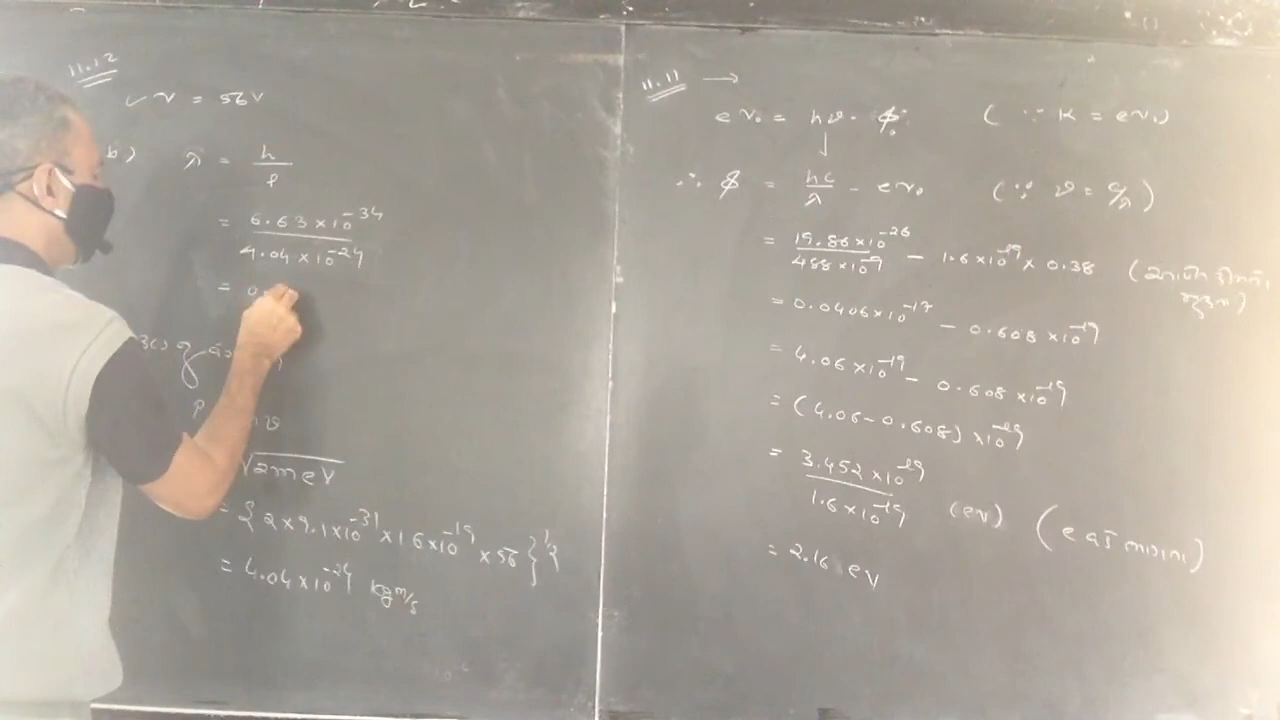 11.12
✓ V = 56V
b) λ = h / p
= 6.63 × 10⁻³⁴ / 4.04 × 10⁻²⁴
= 0.
√2meV
= {2 × 9.1 × 10⁻³¹ × 1.6 × 10⁻¹⁹ × 56}^½
= 4.04 × 10⁻²⁴ kg m/s
11.11 →
eV₀ = hν - ϕ₀ (∵ K = eV₀)
∴ ϕ = hc / λ - eV₀ (∵ ν = c/λ)
= 19.86 × 10⁻²⁶ / 488 × 10⁻⁹ - 1.6 × 10⁻¹⁹ × 0.38
= 0.0406 × 10⁻¹⁷ - 0.608 × 10⁻¹⁹
= 4.06 × 10⁻¹⁹ - 0.608 × 10⁻¹⁹
= (4.06 - 0.608) × 10⁻¹⁹
= 3.452 × 10⁻¹⁹ / 1.6 × 10⁻¹⁹ (eV)
= 2.16 eV